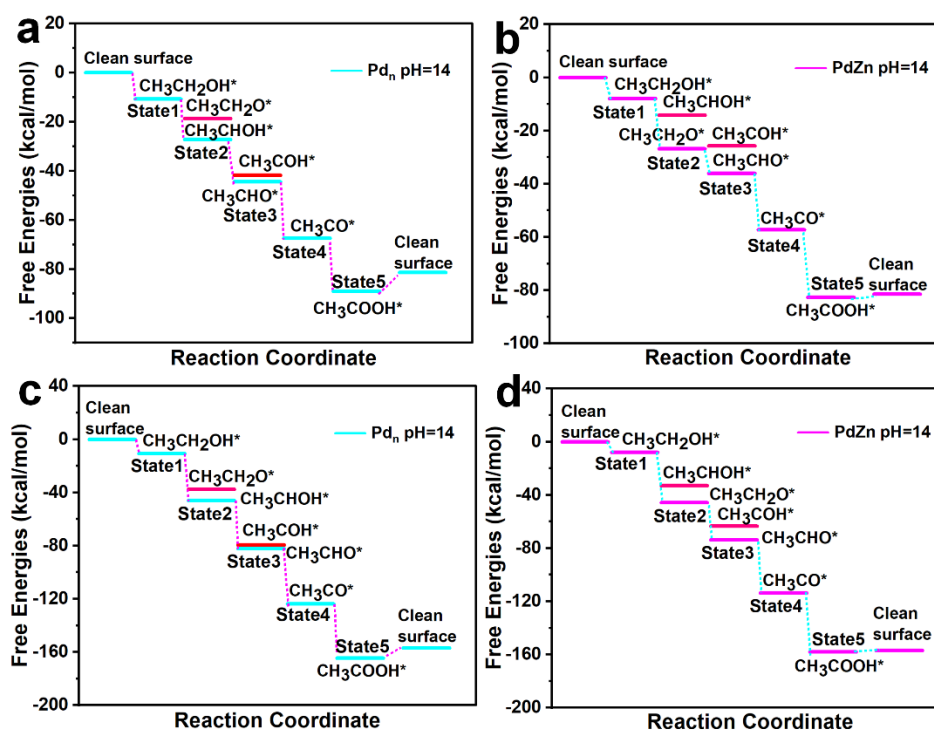 a
20
0
-20
-40
-60
-80
-100
Free Energies (kcal/mol)
Reaction Coordinate
Clean surface
Pdn pH=14
CH3CH2OH*
State1
CH3CH2O*
CH3CHOH*
State2
CH3COH*
CH3CHO*
State3
CH3CO*
State4
State5
CH3COOH*
Clean
surface
b
20
0
-20
-40
-60
-80
-100
Free Energies (kcal/mol)
Reaction Coordinate
Clean surface
PdZn pH=14
CH3CH2OH*
State1
CH3CHOH*
CH3CH2O*
State2
CH3COH*
CH3CHO*
State3
CH3CO*
State4
State5
CH3COOH*
Clean
surface
c
40
0
-40
-80
-120
-160
-200
Free Energies (kcal/mol)
Reaction Coordinate
Clean
surface
Pdn pH=14
CH3CH2OH*
State1
CH3CH2O*
CH3CHOH*
State2
CH3COH*
CH3CHO*
State3
CH3CO*
State4
State5
CH3COOH*
Clean
surface
d
40
0
-40
-80
-120
-160
-200
Free Energies (kcal/mol)
Reaction Coordinate
Clean
surface
PdZn pH=14
CH3CH2OH*
State1
CH3CHOH*
CH3CH2O*
State2
CH3COH*
CH3CHO*
State3
CH3CO*
State4
State5
CH3COOH*
Clean
surface